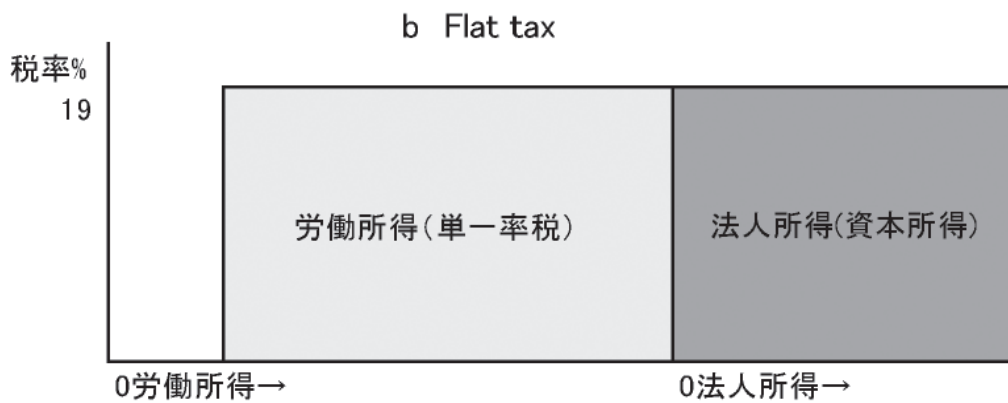 b Flat tax
税率%
19
労働所得(単一率税)
法人所得(資本所得)
0労働所得→
0法人所得→